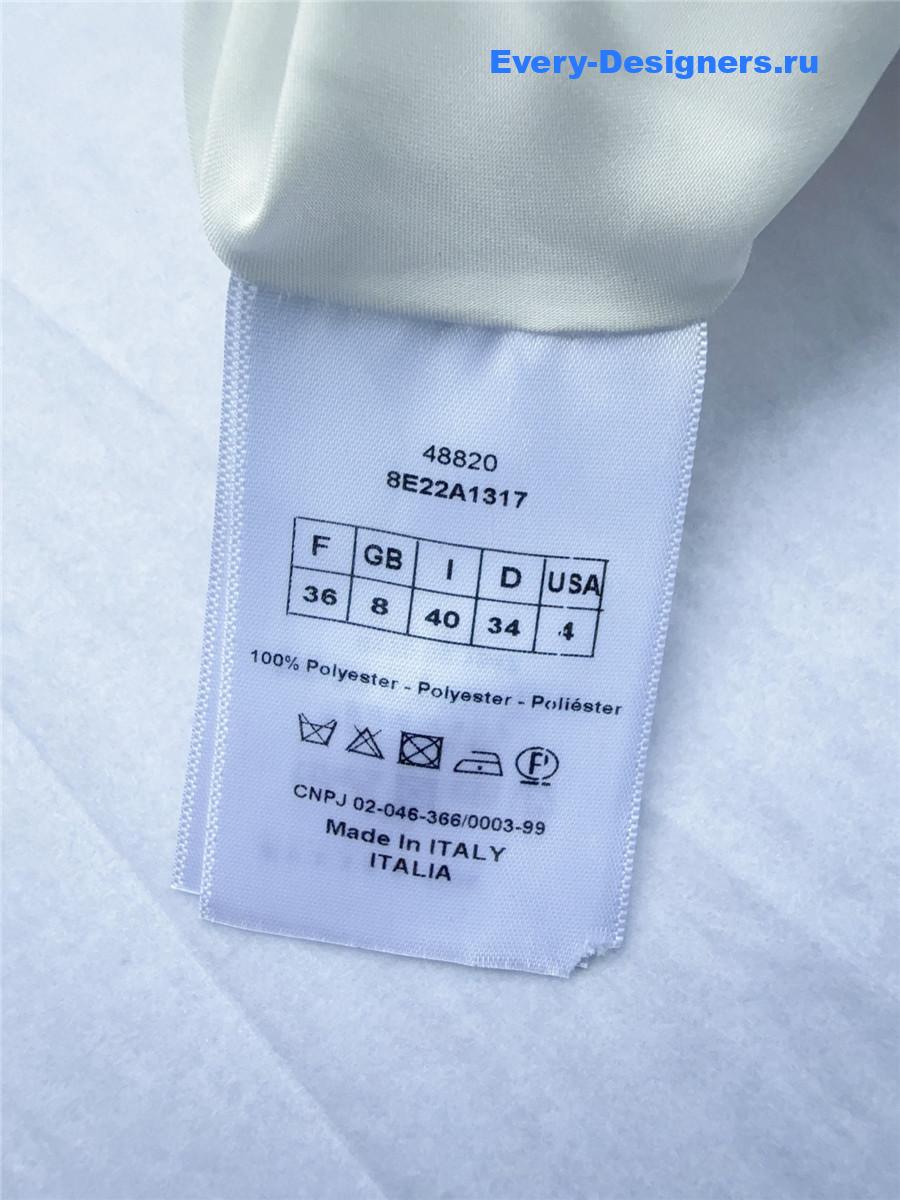 Every-Designers.ru
48820
8E22A1317
F GB I D USA
36 8 40 34 4
100% Polyester - Polyester - Poliéster
F
CNPJ 02-046-366/0003-99
Made In ITALY
ITALIA